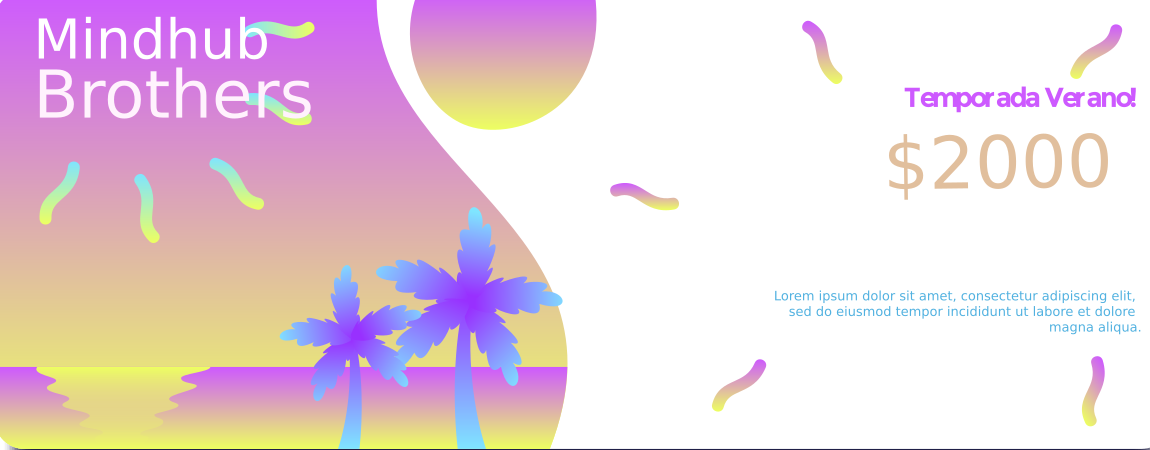 Mindhub
Brothers
Temporada Verano!
$2000
Lorem ipsum dolor sit amet, consectetur adipiscing elit,
sed do eiusmod tempor incididunt ut labore et dolore
magna aliqua.